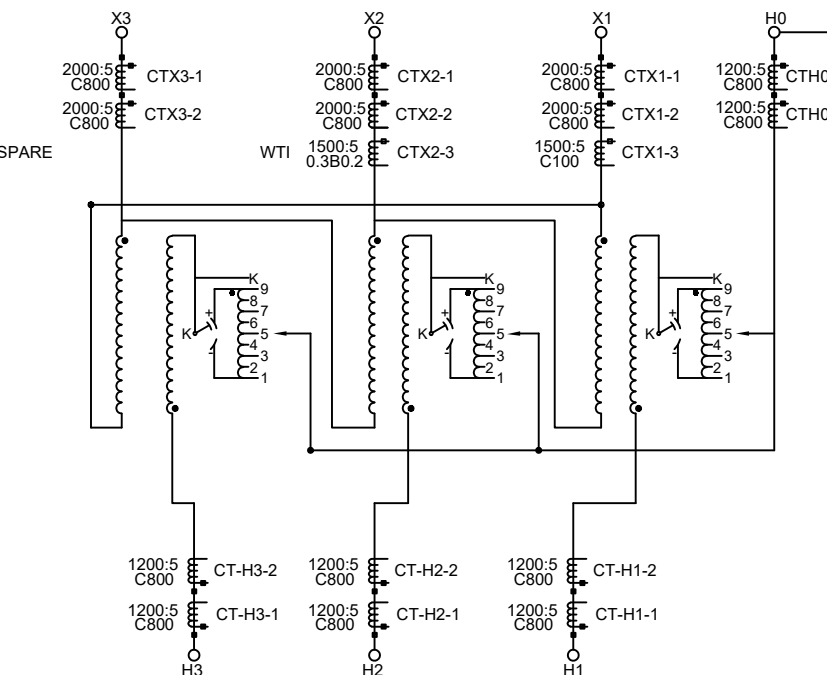 X3 X2 X1 H0
2000:5 C800 CTX3-1
2000:5 C800 CTX2-1
2000:5 C800 CTX1-1
1200:5 C800 CTH0
2000:5 C800 CTX3-2
2000:5 C800 CTX2-2
2000:5 C800 CTX1-2
1200:5 C800 CTH0
SPARE
WTI 1500:5 0.3B0.2 CTX2-3
1500:5 C100 CTX1-3
K 9 8 7 6 5 4 3 2 1
K + -
K 9 8 7 6 5 4 3 2 1
K + -
K 9 8 7 6 5 4 3 2 1
K + -
1200:5 C800 CT-H3-2
1200:5 C800 CT-H2-2
1200:5 C800 CT-H1-2
1200:5 C800 CT-H3-1
1200:5 C800 CT-H2-1
1200:5 C800 CT-H1-1
H3 H2 H1